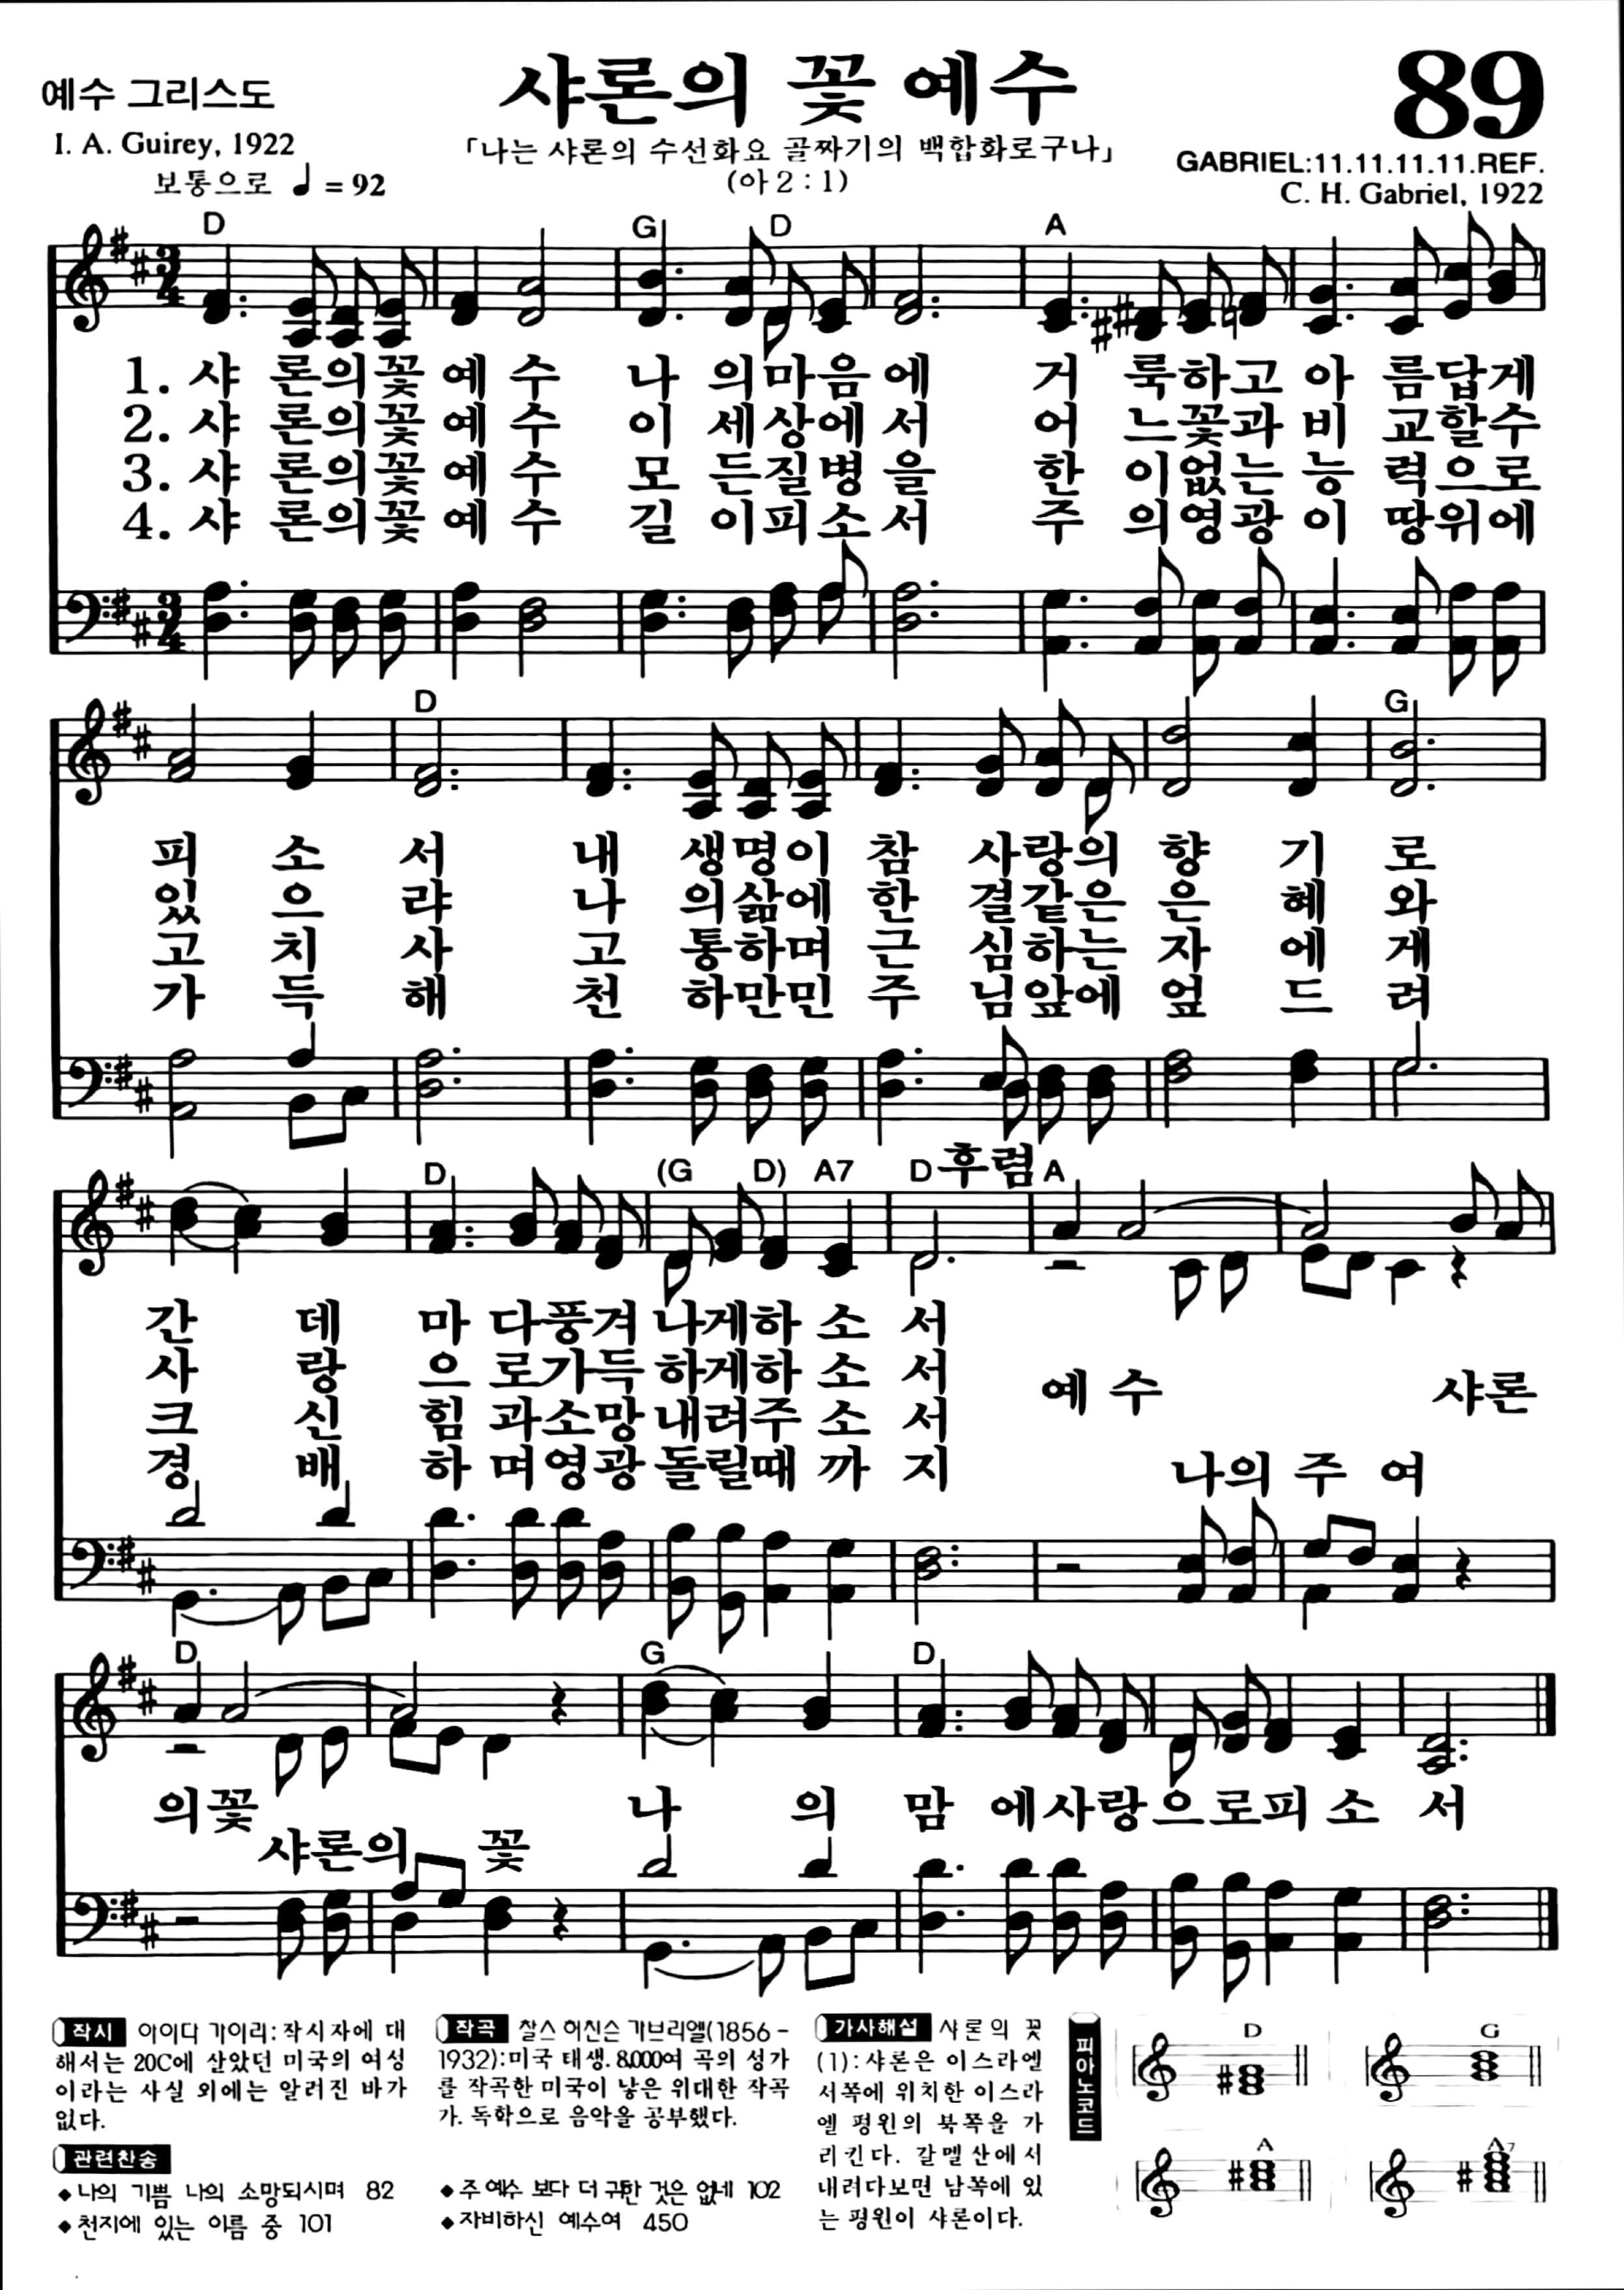 예수 그리스도
샤론의 꽃 예수
89
I. A. Guirey, 1922
「나는 샤론의 수선화요 골짜기의 백합화로구나」
(아 2 : 1)
GABRIEL:11.11.11.11.REF.
C. H. Gabriel, 1922
보통으로 ♩ = 92
D G D A
1. 샤 론의꽃 예 수 나 의마음에 거 룩하고 아 름답게
2. 샤 론의꽃 예 수 이 세상에서 어 느꽃과 비 교할수
3. 샤 론의꽃 예 수 모 든질병을 한 이없는 능 력으로
4. 샤 론의꽃 예 수 길 이피소서 주 의영광 이 땅위에
D G
피 소 서 내 생명이 참 사랑의 향 기 로
있 으 랴 나 의삶에 한 결같은 은 혜 와
고 치 사 고 통하며 근 심하는 자 에 게
가 득 해 천 하만민 주 님앞에 엎 드 려
D (G D) A7 D 후렴 A
간 데 마 다풍겨 나게하 소 서
사 랑 으 로가득 하게하 소 서
크 신 힘 과소망 내려주 소 서
경 배 하 며영광 돌릴때 까 지
예 수 샤론
나의 주 여
D G D
의꽃 나 의 맘 에사랑으로피 소 서
샤론의 꽃
작시 아이다 가이리:작시자에 대
해서는 20C에 살았던 미국의 여성
이라는 사실 외에는 알려진 바가
없다.
작곡 찰스 허친슨 가브리엘(1856-
1932):미국 태생. 8,000여 곡의 성가
를 작곡한 미국이 낳은 위대한 작곡
가. 독학으로 음악을 공부했다.
가사해설 샤론의 꽃
(1): 샤론은 이스라엘
서쪽에 위치한 이스라
엘 평원의 북쪽을 가
리킨다. 갈멜산에서
내려다보면 남쪽에 있
는 평원이 샤론이다.
관련찬송
◆나의 기쁨 나의 소망되시며 82
◆천지에 있는 이름 중 101
◆주 예수 보다 더 귀한 것은 없네 102
◆자비하신 예수여 450
피아노코드
D G
A A7